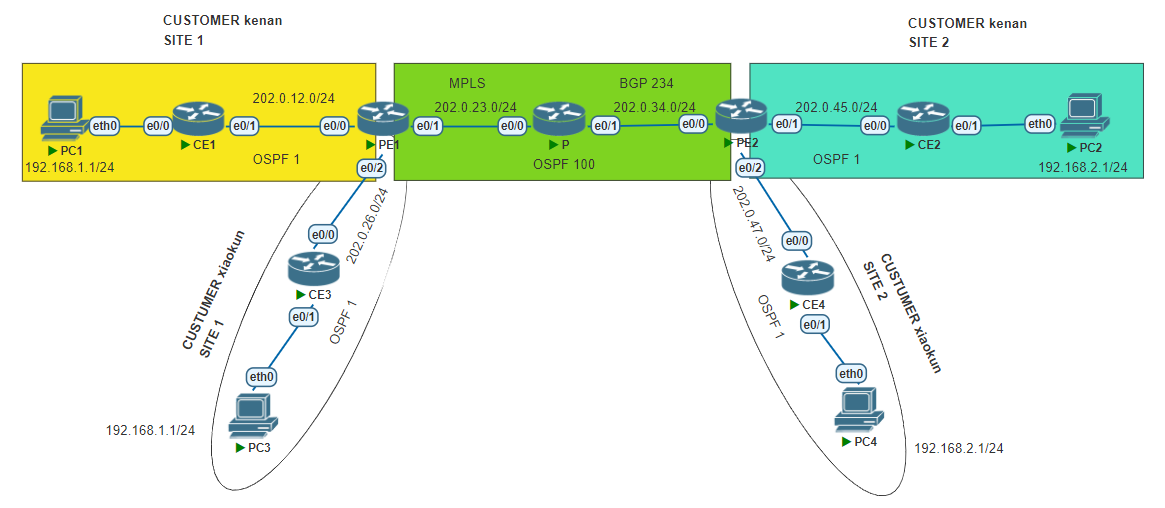 CUSTOMER kenan
SITE 1
CUSTOMER kenan
SITE 2
MPLS
BGP 234
202.0.12.0/24
202.0.23.0/24
202.0.34.0/24
202.0.45.0/24
eth0
e0/0
e0/1
e0/0
e0/1
e0/0
e0/1
e0/0
e0/1
e0/0
e0/1
eth0
PC1
CE1
PE1
P
PE2
CE2
PC2
192.168.1.1/24
OSPF 1
OSPF 100
OSPF 1
192.168.2.1/24
e0/2
e0/2
202.0.26.0/24
202.0.47.0/24
e0/0
e0/0
CUSTUMER xiaokun
SITE 1
CUSTUMER xiaokun
SITE 2
CE3
CE4
e0/1
e0/1
OSPF 1
OSPF 1
eth0
eth0
192.168.1.1/24
PC3
PC4
192.168.2.1/24